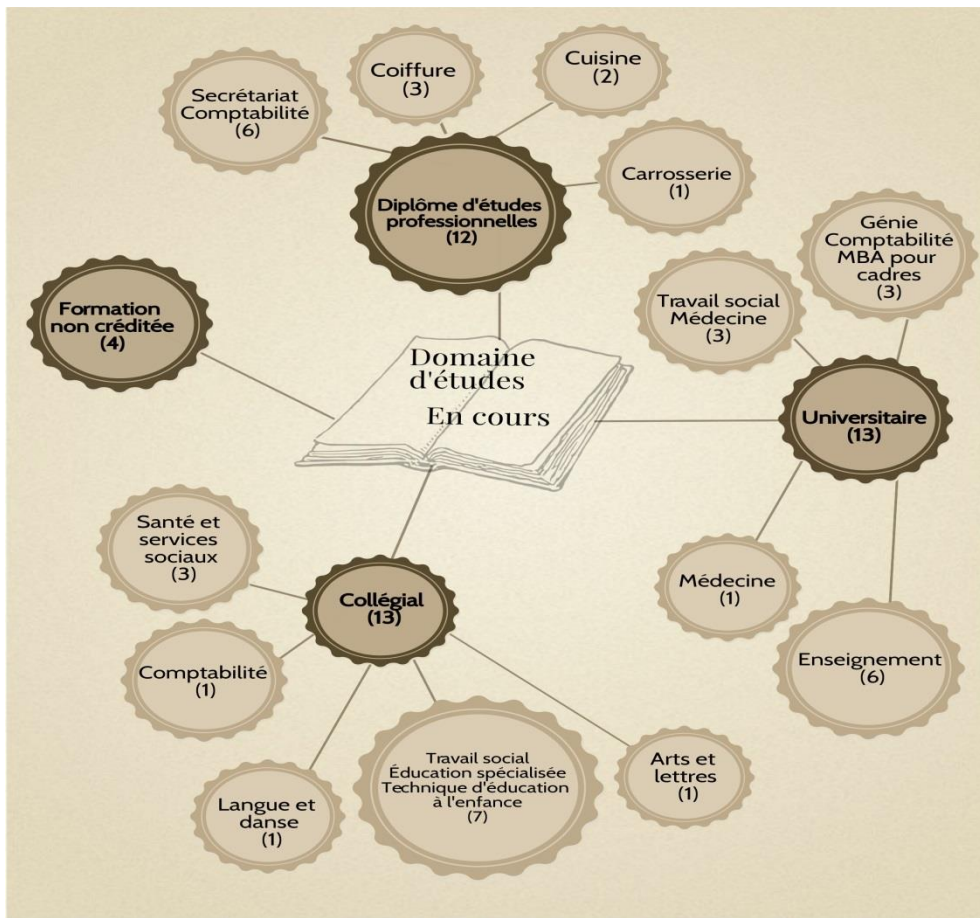 Coiffure
(3)
Cuisine
(2)
Secrétariat
Comptabilité
(6)
Carrosserie
(1)
Diplôme d'études
professionnelles
(12)
Génie
Comptabilité
MBA pour
cadres
(3)
Travail social
Médecine
(3)
Formation
non créditée
(4)
Domaine
d'études
En cours
Universitaire
(13)
Santé et
services
sociaux
(3)
Collégial
(13)
Médecine
(1)
Enseignement
(6)
Comptabilité
(1)
Langue et
danse
(1)
Travail social
Éducation spécialisée
Technique d'éducation
à l'enfance
(7)
Arts et
lettres
(1)